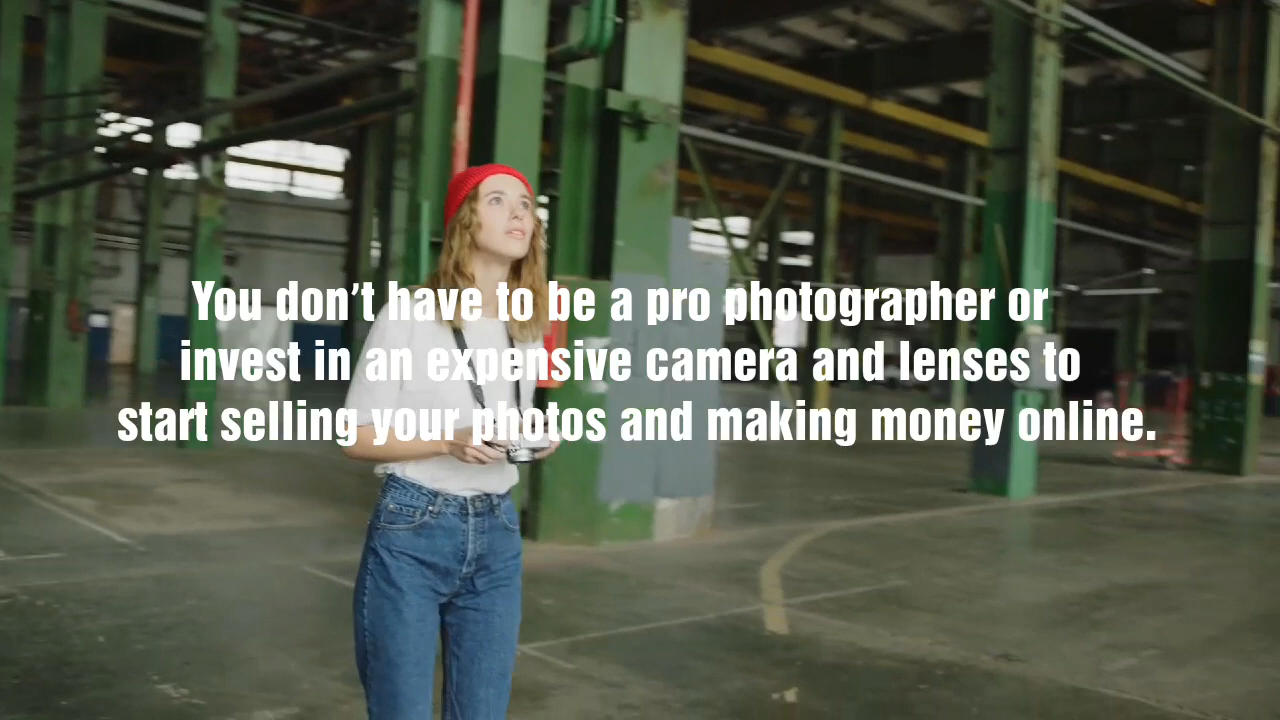 You don’t have to be a pro photographer or
invest in an expensive camera and lenses to
start selling your photos and making money online.